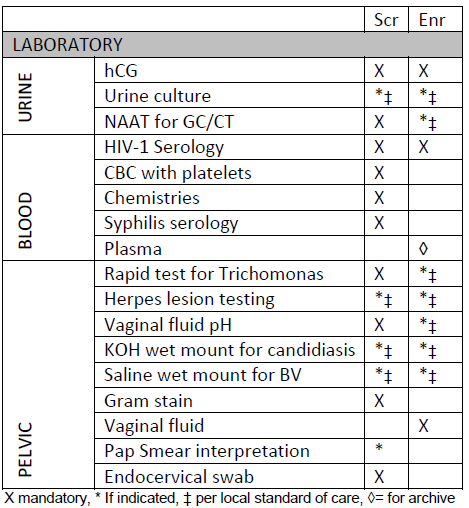 Scr Enr
LABORATORY
URINE
hCG X X
Urine culture *‡ *‡
NAAT for GC/CT X *‡
BLOOD
HIV-1 Serology X X
CBC with platelets X
Chemistries X
Syphilis serology X
Plasma ◊
PELVIC
Rapid test for Trichomonas X *‡
Herpes lesion testing *‡ *‡
Vaginal fluid pH X *‡
KOH wet mount for candidiasis *‡ *‡
Saline wet mount for BV *‡ *‡
Gram stain X
Vaginal fluid X
Pap Smear interpretation *
Endocervical swab X
X mandatory, * If indicated, ‡ per local standard of care, ◊= for archive